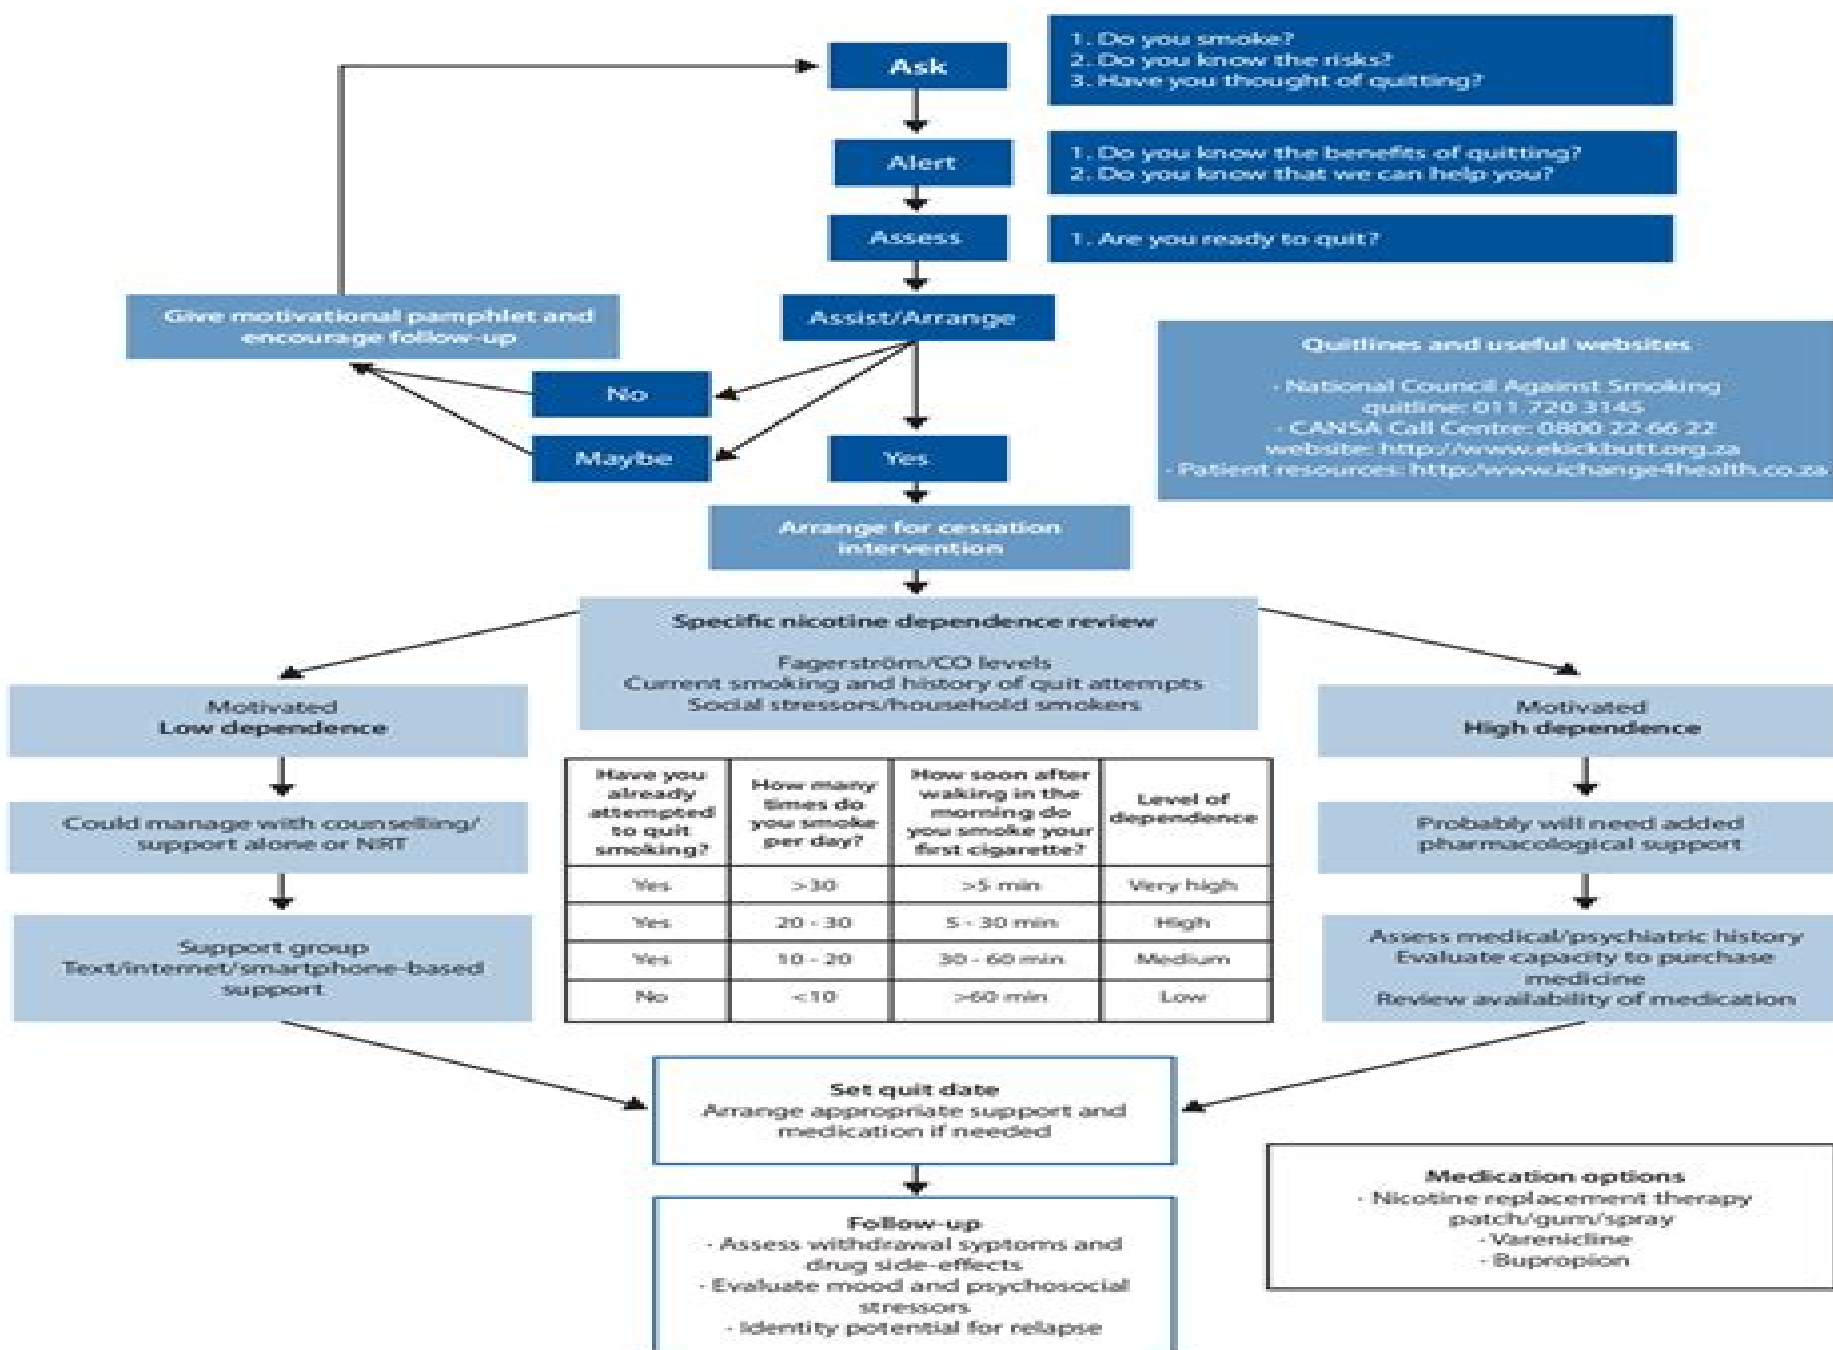 Ask
1. Do you smoke?
2. Do you know the risks?
3. Have you thought of quitting?
Alert
1. Do you know the benefits of quitting?
2. Do you know that we can help you?
Assess
1. Are you ready to quit?
Give motivational pamphlet and
encourage follow-up
Assist/Arrange
No
Maybe
Yes
Quitlines and useful websites
- National Council Against Smoking
quitline: 011 720 3145
- CANSA Call Centre: 0800 22 66 22
website: http://www.ekickbutt.org.za
- Patient resources: http:/www.ichange4health.co.za
Arrange for cessation
intervention
Specific nicotine dependence review
Fagerström/CO levels
Current smoking and history of quit attempts
Social stressors/household smokers
Motivated
Low dependence
Could manage with counselling/
support alone or NRT
Support group
Text/internet/smartphone-based
support
Have you
already
attempted
to quit
smoking?
How many
times do
you smoke
per day?
How soon after
waking in the
morning do
you smoke your
first cigarette?
Level of
dependence
Yes >30 >5 min Very high
Yes 20 - 30 5 - 30 min High
Yes 10 - 20 30 - 60 min Medium
No <10 >60 min Low
Motivated
High dependence
Probably will need added
pharmacological support
Assess medical/psychiatric history
Evaluate capacity to purchase
medicine
Review availability of medication
Set quit date
Arrange appropriate support and
medication if needed
Follow-up
- Assess withdrawal syptoms and
drug side-effects
- Evaluate mood and psychosocial
stressors
- Identity potential for relapse
Medication options
- Nicotine replacement therapy
patch/gum/spray
- Varenicline
- Bupropion